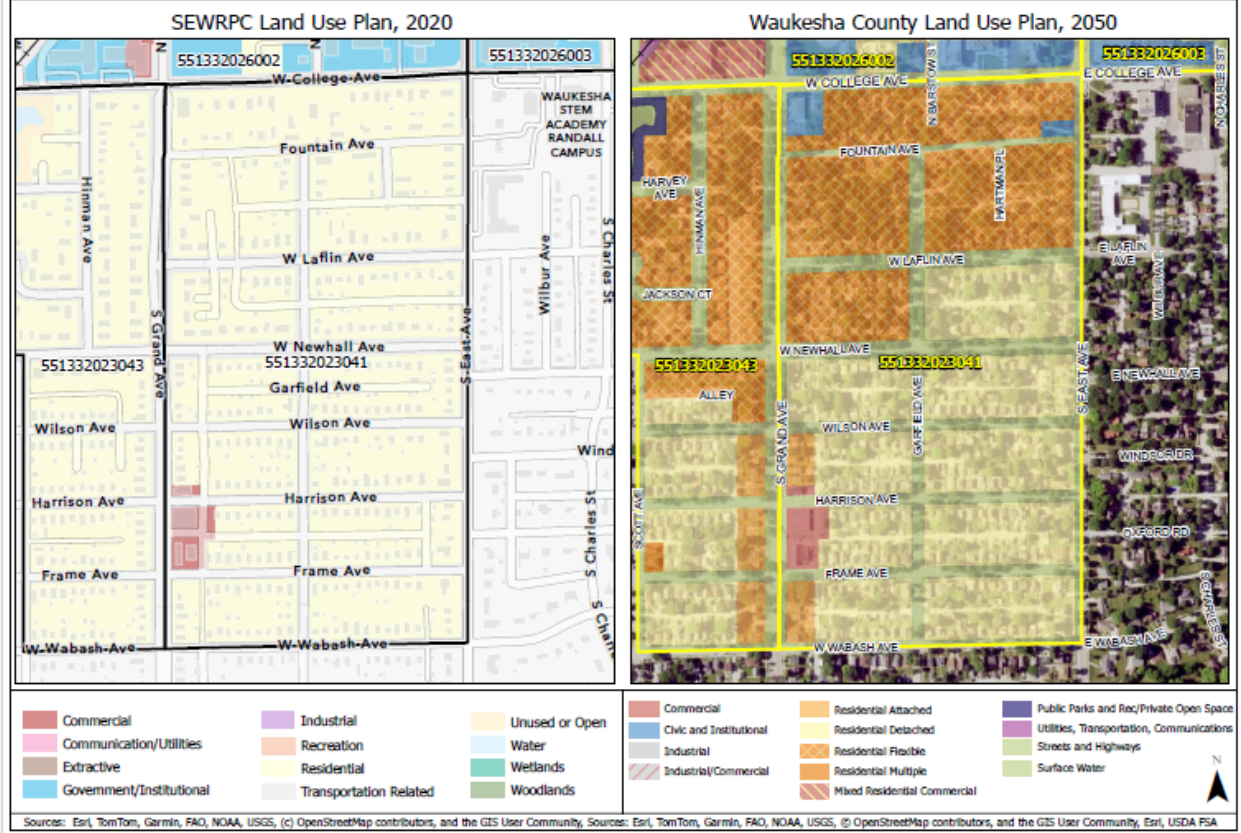 SEWRPC Land Use Plan, 2020
N
N
551332026002
551332026003
W College Ave
WAUKESHA
STEM
ACADEMY
RANDALL
CAMPUS
Fountain Ave
Hinman Ave
W Laflin Ave
Wilbur Ave
S Charles St
S Grand Ave
S East Ave
W Newhall Ave
551332023043
551332023041
Garfield Ave
Wilson Ave
Wilson Ave
Wind
Harrison Ave
Harrison Ave
S Charles St
Frame Ave
Frame Ave
S Charl
W Wabash Ave
W Wabash Ave
Waukesha County Land Use Plan, 2050
551332026002
551332026003
W COLLEGE AVE
E COLLEGE AVE
N BARSTOW ST
N CHARLES ST
FOUNTAIN AVE
HARVEY
AVE
HINMAN AVE
HARTMAN PL
W LAFLIN AVE
E LAFLIN
AVE
WILBUR AVE
JACKSON CT
W NEWHALL AVE
551332023043
551332023041
E NEWHALL AVE
ALLEY
S GRAND AVE
GARFIELD AVE
S EAST AVE
WILSON AVE
WINDSOR DR
HARRISON AVE
SCOTT AVE
OXFORD RD
FRAME AVE
S CHARLES ST
W WABASH AVE
E WABASH AVE
Commercial
Communication/Utilities
Extractive
Government/Institutional
Industrial
Recreation
Residential
Transportation Related
Unused or Open
Water
Wetlands
Woodlands
Commercial
Civic and Institutional
Industrial
Industrial/Commercial
Residential Attached
Residential Detached
Residential Flexible
Residential Multiple
Mixed Residential Commercial
Public Parks and Rec/Private Open Space
Utilities, Transportation, Communications
Streets and Highways
Surface Water
N
Sources: Esri, TomTom, Garmin, FAO, NOAA, USGS, (c) OpenStreetMap contributors, and the GIS User Community, Sources: Esri, TomTom, Garmin, FAO, NOAA, USGS, © OpenStreetMap contributors, and the GIS User Community, Esri, USDA FSA